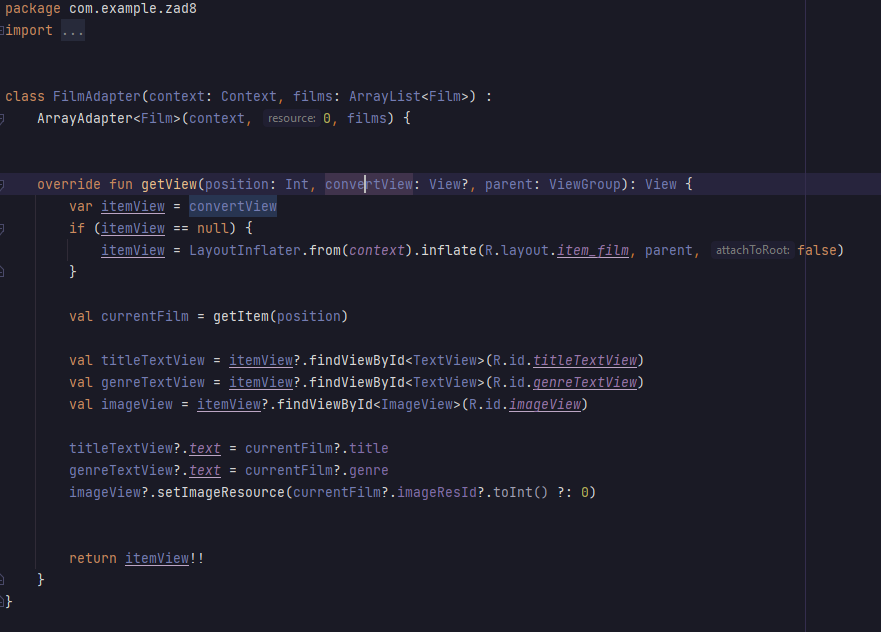 package com.example.zad8
import ...
class FilmAdapter(context: Context, films: ArrayList<Film>) :
    ArrayAdapter<Film>(context, resource: 0, films) {
    override fun getView(position: Int, convertView: View?, parent: ViewGroup): View {
        var itemView = convertView
        if (itemView == null) {
            itemView = LayoutInflater.from(context).inflate(R.layout.item_film, parent, attachToRoot: false)
        }
        val currentFilm = getItem(position)
        val titleTextView = itemView?.findViewById<TextView>(R.id.titleTextView)
        val genreTextView = itemView?.findViewById<TextView>(R.id.genreTextView)
        val imageView = itemView?.findViewById<ImageView>(R.id.imageView)
        titleTextView?.text = currentFilm?.title
        genreTextView?.text = currentFilm?.genre
        imageView?.setImageResource(currentFilm?.imageResId?.toInt() ?: 0)
        return itemView!!
    }
}